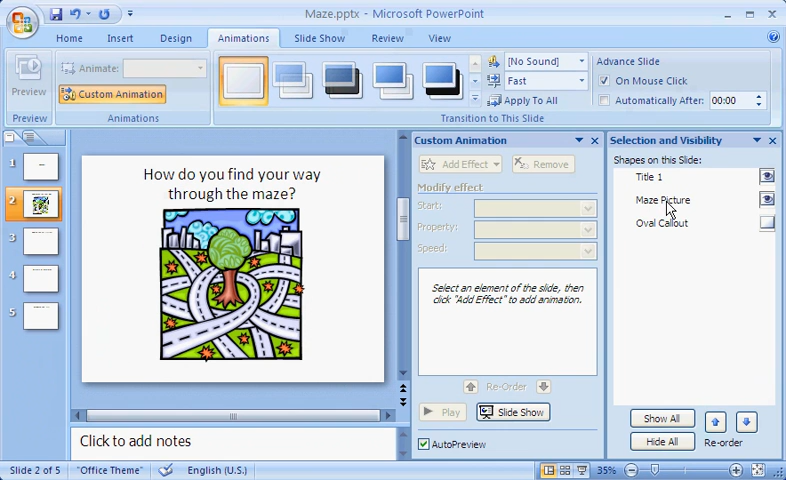 Maze.pptx - Microsoft PowerPoint
Home Insert Design Animations Slide Show Review View
Preview
Animate:
Custom Animation
[No Sound]
Fast
Apply To All
Advance Slide
On Mouse Click
Automatically After: 00:00
Preview Animations Transition to This Slide
1
2
3
4
5
How do you find your way
through the maze?
Click to add notes
Custom Animation
Add Effect Remove
Modify effect
Start:
Property:
Speed:
Select an element of the slide, then
click "Add Effect" to add animation.
Re-Order
Play Slide Show
AutoPreview
Selection and Visibility
Shapes on this Slide:
Title 1
Maze Picture
Oval Callout
Show All
Hide All Re-order
Slide 2 of 5 "Office Theme" English (U.S.) 35%